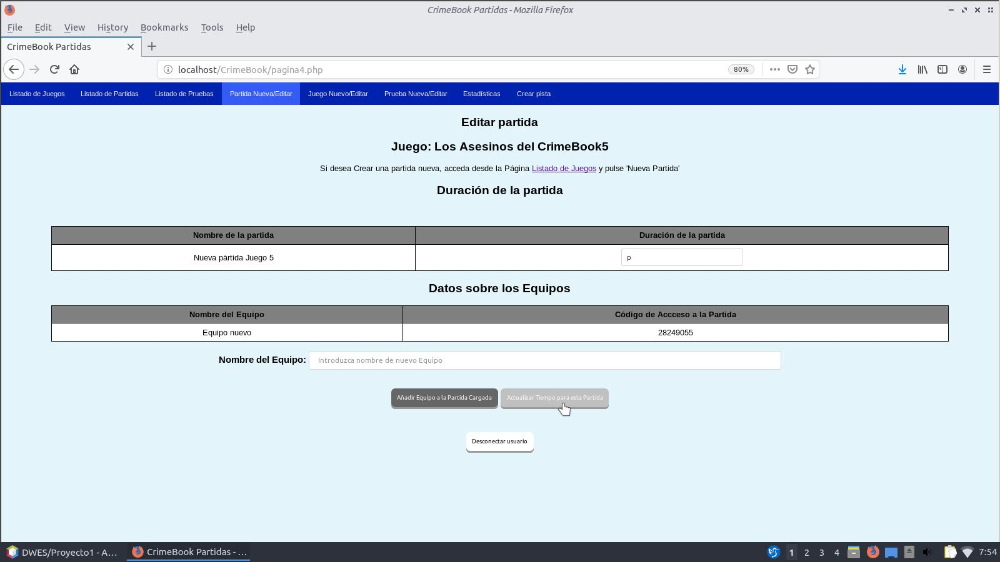 CrimeBook Partidas - Mozilla Firefox
File Edit View History Bookmarks Tools Help
CrimeBook Partidas
localhost/CrimeBook/pagina4.php 80%
Listado de Juegos Listado de Partidas Listado de Pruebas Partida Nueva/Editar Juego Nuevo/Editar Prueba Nueva/Editar Estadísticas Crear pista
Editar partida
Juego: Los Asesinos del CrimeBook5
Si desea Crear una partida nueva, acceda desde la Página Listado de Juegos y pulse 'Nueva Partida'
Duración de la partida
Nombre de la partida Duración de la partida
Nueva pàrtida Juego 5 p
Datos sobre los Equipos
Nombre del Equipo Código de Accceso a la Partida
Equipo nuevo 28249055
Nombre del Equipo: Introduzca nombre de nuevo Equipo
Añadir Equipo a la Partida Cargada Actualizar Tiempo para esta Partida
Desconectar usuario
DWES/Proyecto1 - A... CrimeBook Partidas - ... 1 2 3 4 7:54